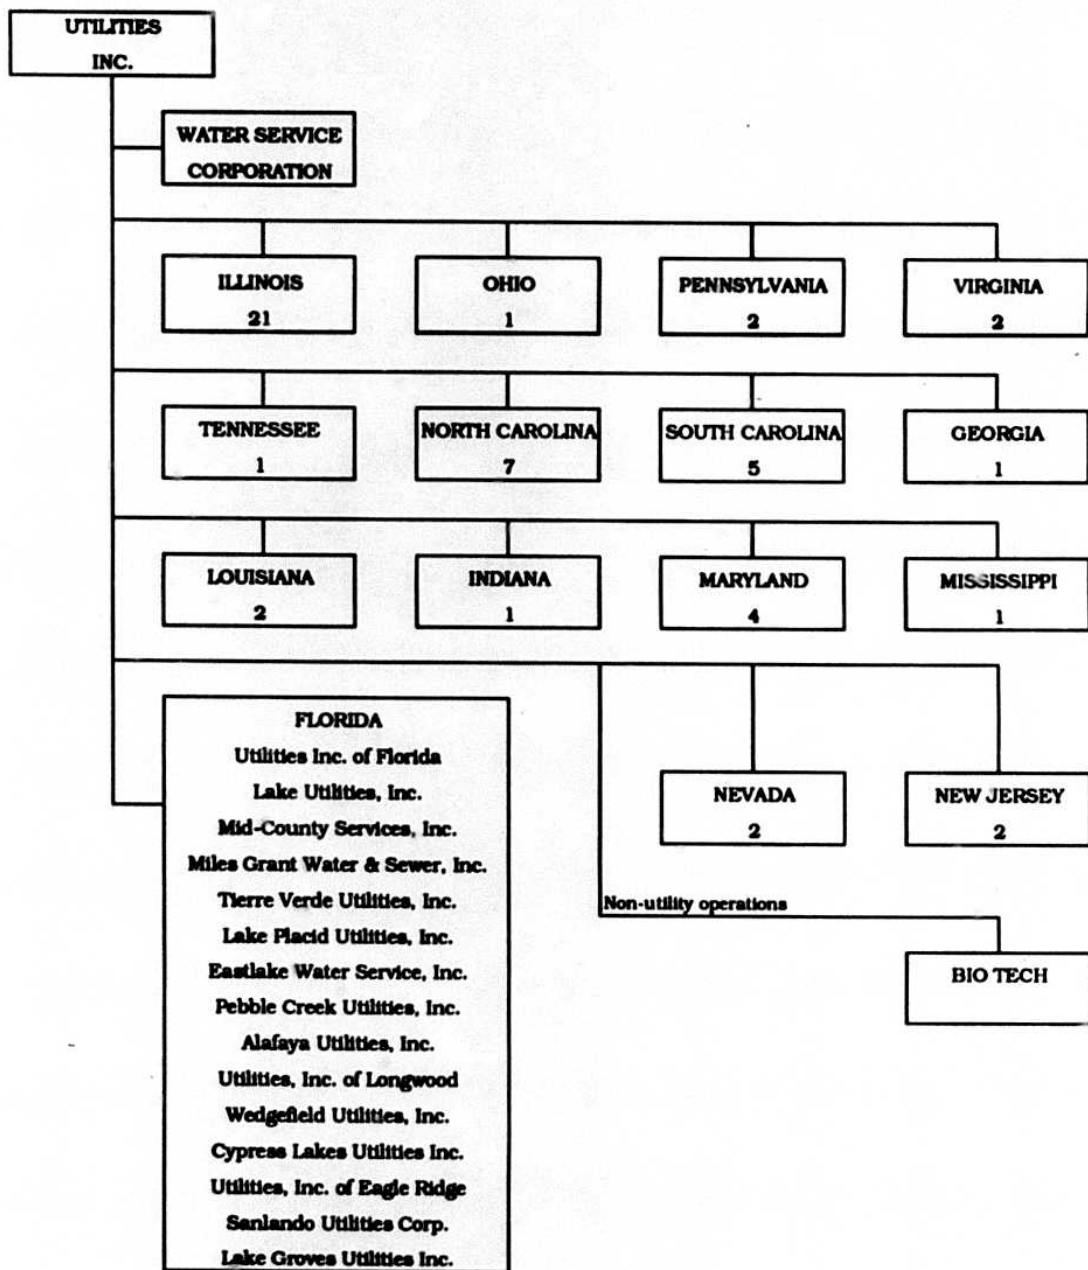 UTILITIES
INC.
WATER SERVICE
CORPORATION
ILLINOIS
21
OHIO
1
PENNSYLVANIA
2
VIRGINIA
2
TENNESSEE
1
NORTH CAROLINA
7
SOUTH CAROLINA
5
GEORGIA
1
LOUISIANA
2
INDIANA
1
MARYLAND
4
MISSISSIPPI
1
FLORIDA
Utilities Inc. of Florida
Lake Utilities, Inc.
Mid-County Services, Inc.
Miles Grant Water & Sewer, Inc.
Tierre Verde Utilities, Inc.
Lake Placid Utilities, Inc.
Eastlake Water Service, Inc.
Pebble Creek Utilities, Inc.
Alafaya Utilities, Inc.
Utilities, Inc. of Longwood
Wedgefield Utilities, Inc.
Cypress Lakes Utilities Inc.
Utilities, Inc. of Eagle Ridge
Sanlando Utilities Corp.
Lake Groves Utilities Inc.
NEVADA
2
NEW JERSEY
2
Non-utility operations
BIO TECH